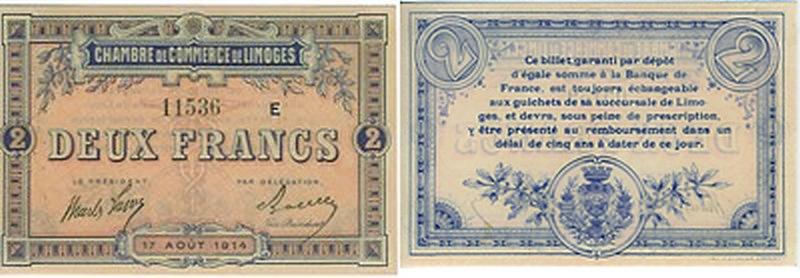 CHAMBRE DE COMMERCE DE LIMOGES
11536 E
2 DEUX FRANCS 2
LE PRÉSIDENT PAR DÉLÉGATION,
17 AOÛT 1914
2 2
Ce billet, garanti par dépôt
d'égale somme à la Banque de
France, est toujours échangeable
aux guichets de sa succursale de Limo-
ges, et devra, sous peine de prescription,
y être présenté au remboursement dans un
délai de cinq ans à dater de ce jour.